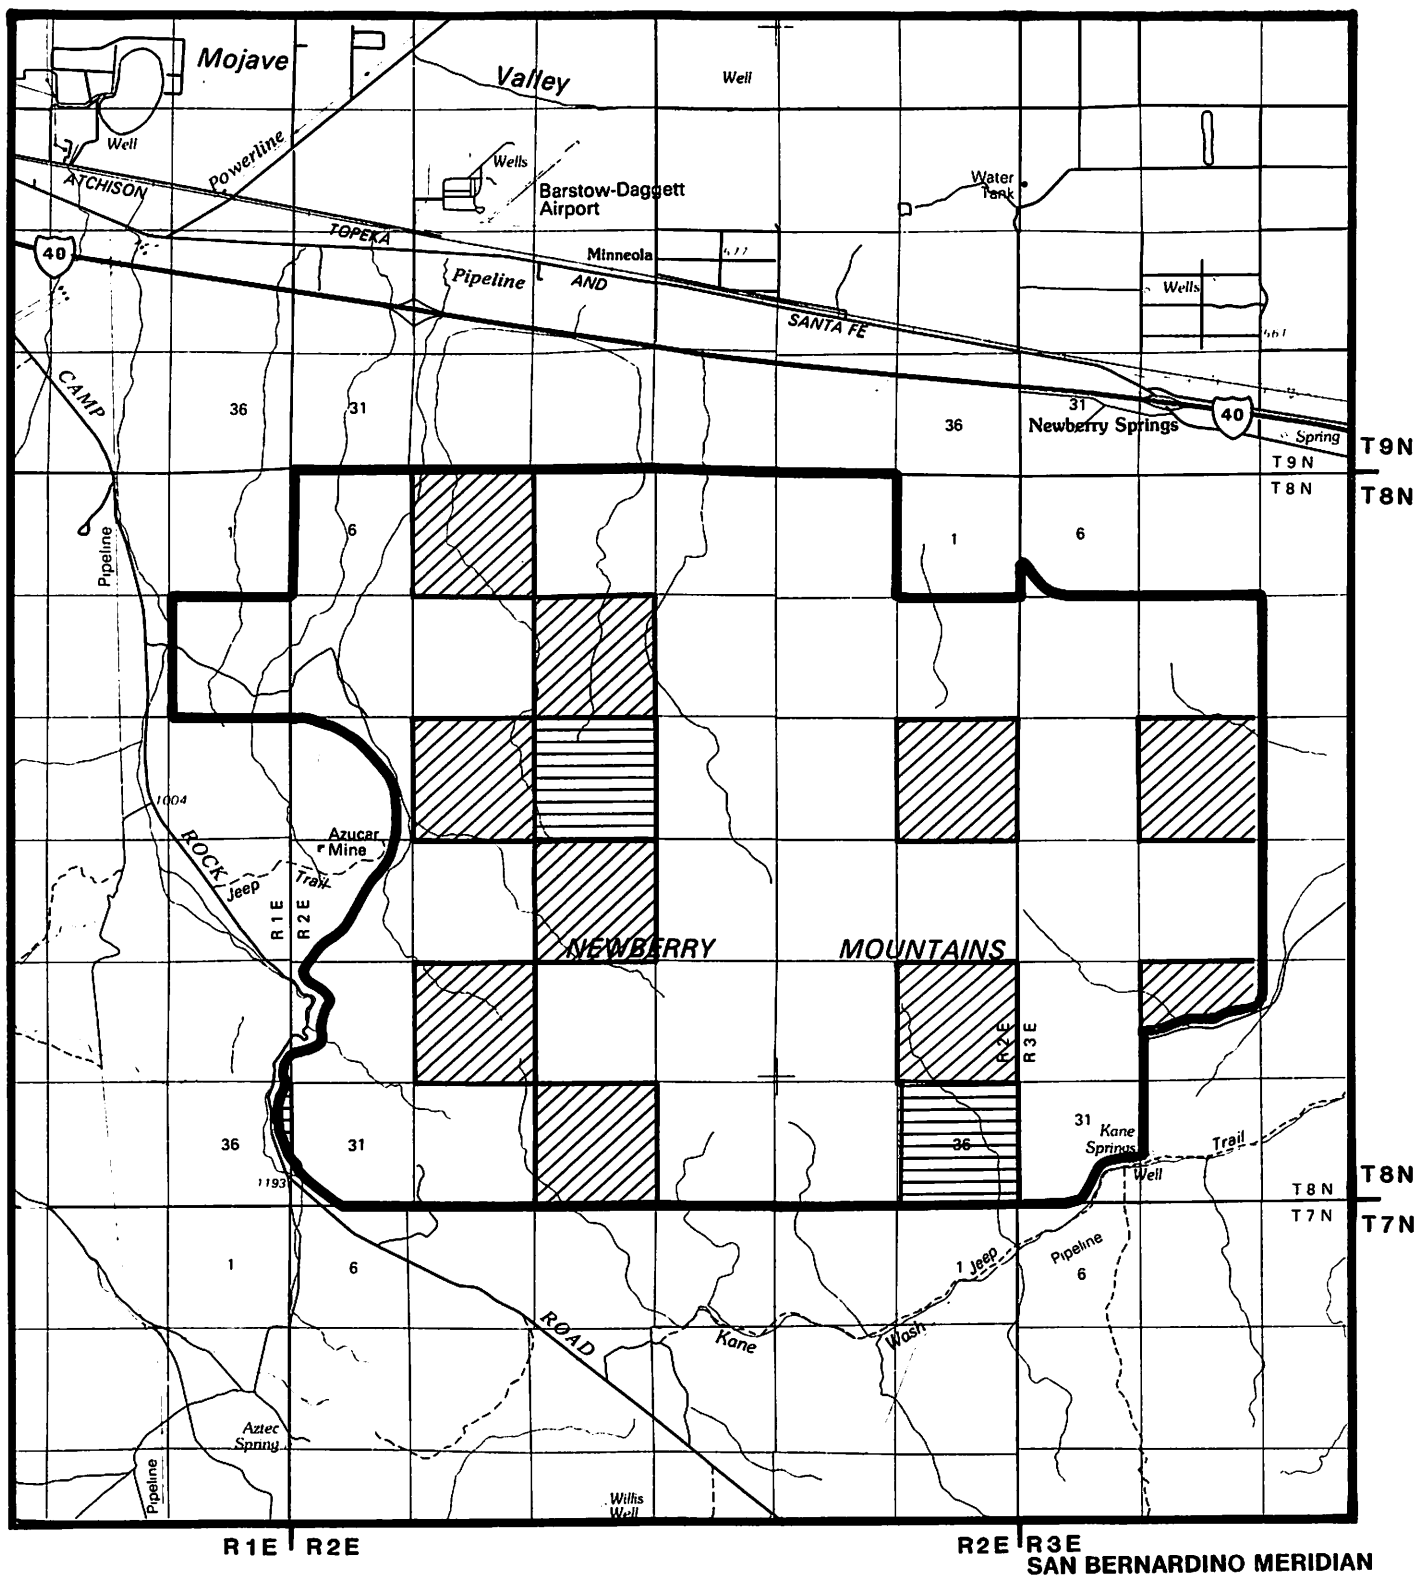 Mojave
Valley
Well
Well
Powerline
Wells
ATCHISON
Barstow-Daggett
Airport
Water
Tank
TOPEKA
40
Minneola
Pipeline
AND
Wells
SANTA FE
CAMP
36
31
36
31
Newberry Springs
40
Spring
T9N
T9N
T8N
T8N
1
6
1
6
Pipeline
1004
ROCK
Azucar
Mine
Jeep
Trail
R1E
R2E
NEWBERRY
MOUNTAINS
R2E
R3E
36
31
36
31
Kane
Springs
Trail
Well
1193
T8N
T8N
T7N
T7N
1
6
1
Jeep
Pipeline
6
ROAD
Kane
Wash
Aztec
Spring
Pipeline
Willis
Well
R1E
R2E
R2E
R3E
SAN BERNARDINO MERIDIAN